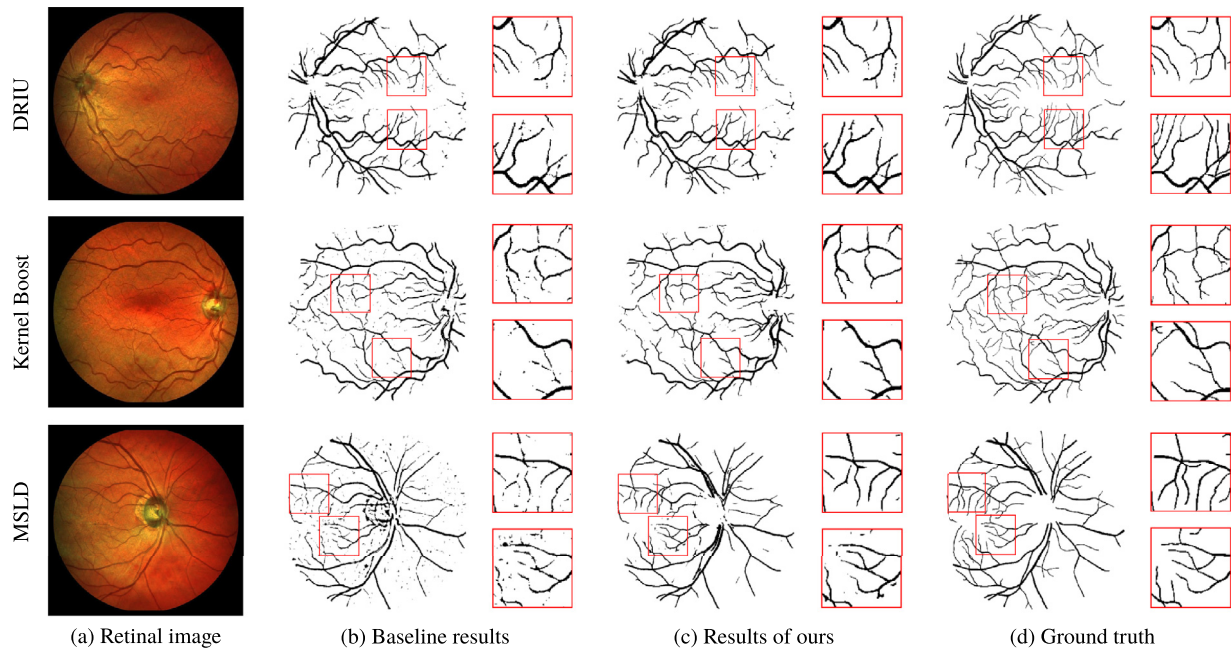 DRIU
Kernel Boost
MSLD
(a) Retinal image
(b) Baseline results
(c) Results of ours
(d) Ground truth